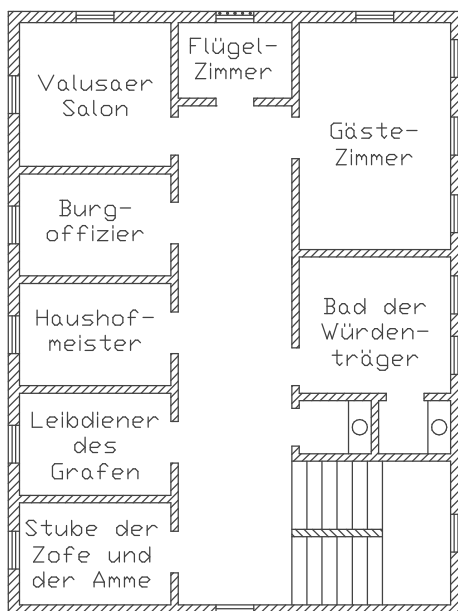 Flügel-
Zimmer
Valusaer
Salon
Gäste-
Zimmer
Burg-
offizier
Haushof-
meister
Bad der
Würden-
träger
Leibdiener
des
Grafen
Stube der
Zofe und
der Amme